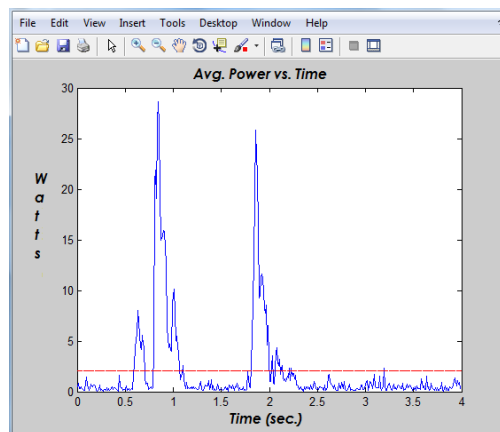 File Edit View Insert Tools Desktop Window Help
Avg. Power vs. Time
30
25
20
15
10
5
0
Watts
0 0.5 1 1.5 2 2.5 3 3.5 4
Time (sec.)